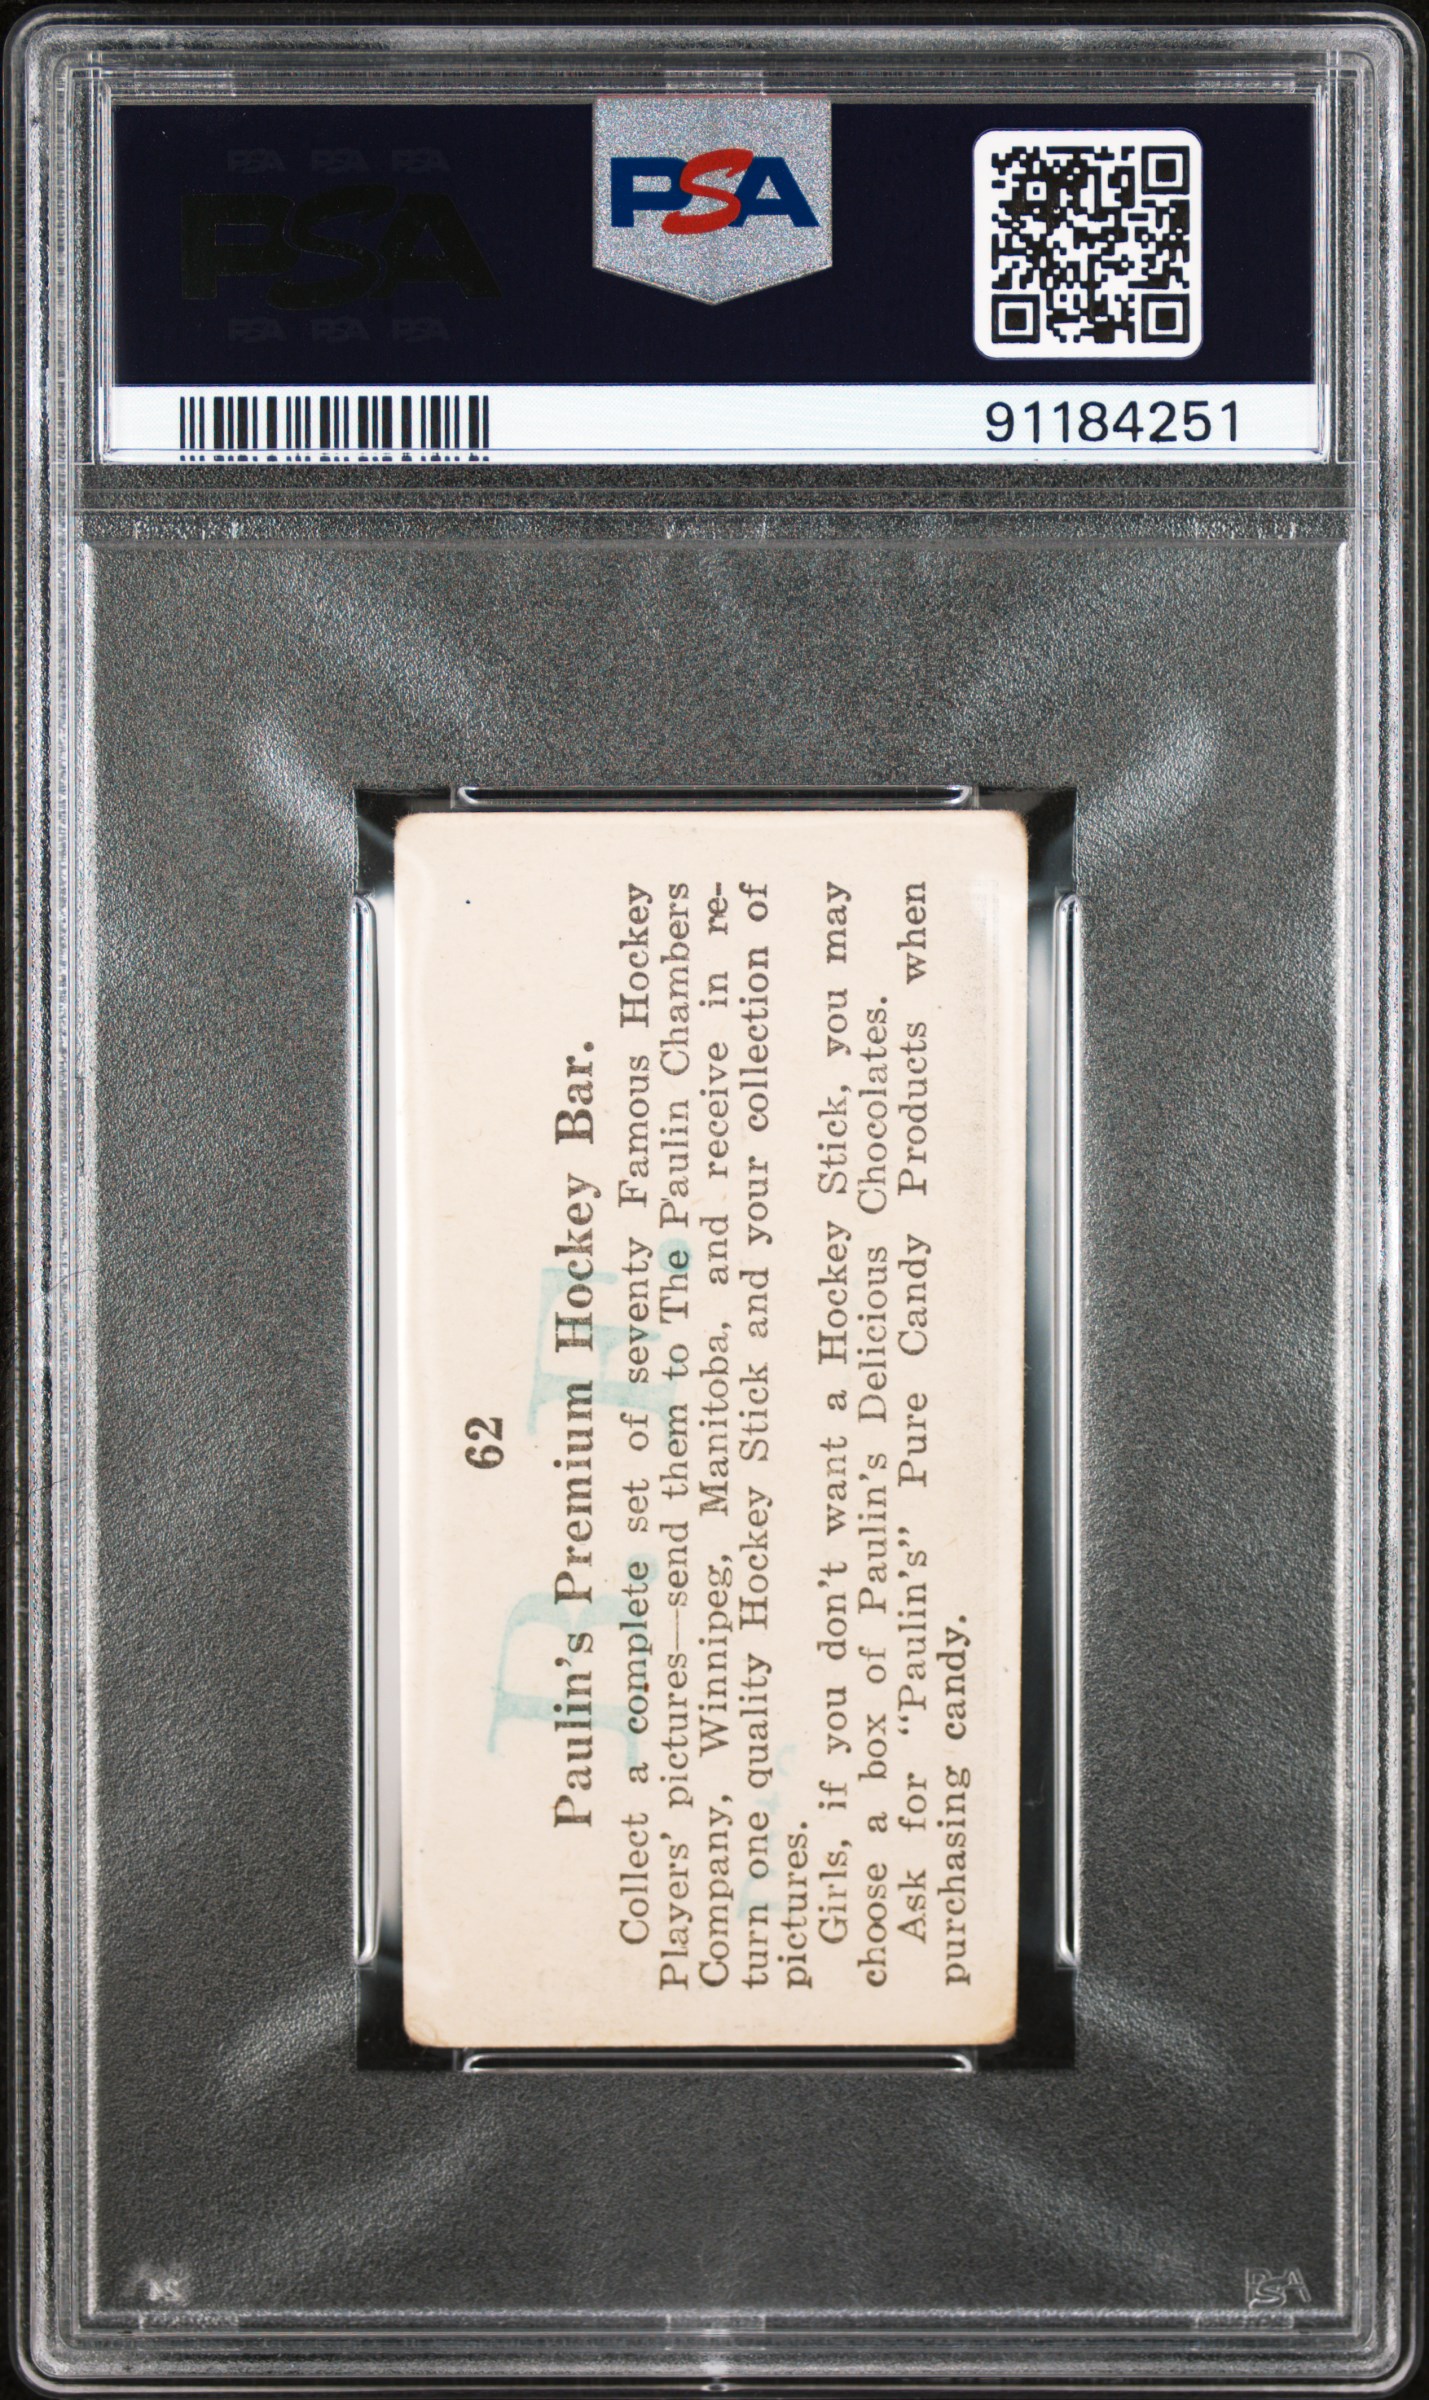 PSA PSA PSA
PSA
PSA PSA PSA
PSA
91184251
62
Paulin's Premium Hockey Bar.
Collect a complete set of seventy Famous Hockey
Players' pictures—send them to The Paulin Chambers
Company, Winnipeg, Manitoba, and receive in re-
turn one quality Hockey Stick and your collection of
pictures.
Girls, if you don't want a Hockey Stick, you may
choose a box of Paulin's Delicious Chocolates.
Ask for "Paulin's" Pure Candy Products when
purchasing candy.
PSA